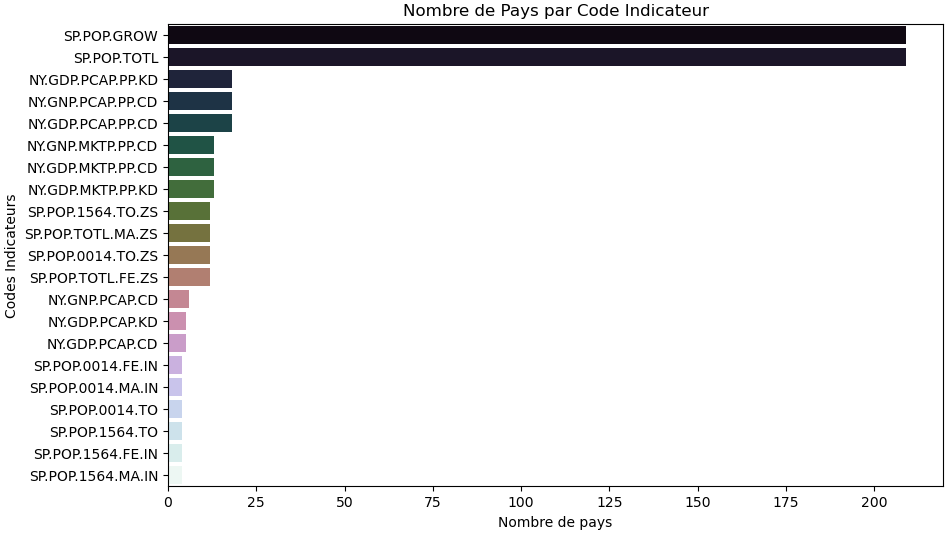 Nombre de Pays par Code Indicateur
Codes Indicateurs
SP.POP.GROW
SP.POP.TOTL
NY.GDP.PCAP.PP.KD
NY.GNP.PCAP.PP.CD
NY.GDP.PCAP.PP.CD
NY.GNP.MKTP.PP.CD
NY.GDP.MKTP.PP.CD
NY.GDP.MKTP.PP.KD
SP.POP.1564.TO.ZS
SP.POP.TOTL.MA.ZS
SP.POP.0014.TO.ZS
SP.POP.TOTL.FE.ZS
NY.GNP.PCAP.CD
NY.GDP.PCAP.KD
NY.GDP.PCAP.CD
SP.POP.0014.FE.IN
SP.POP.0014.MA.IN
SP.POP.0014.TO
SP.POP.1564.TO
SP.POP.1564.FE.IN
SP.POP.1564.MA.IN
0 25 50 75 100 125 150 175 200
Nombre de pays